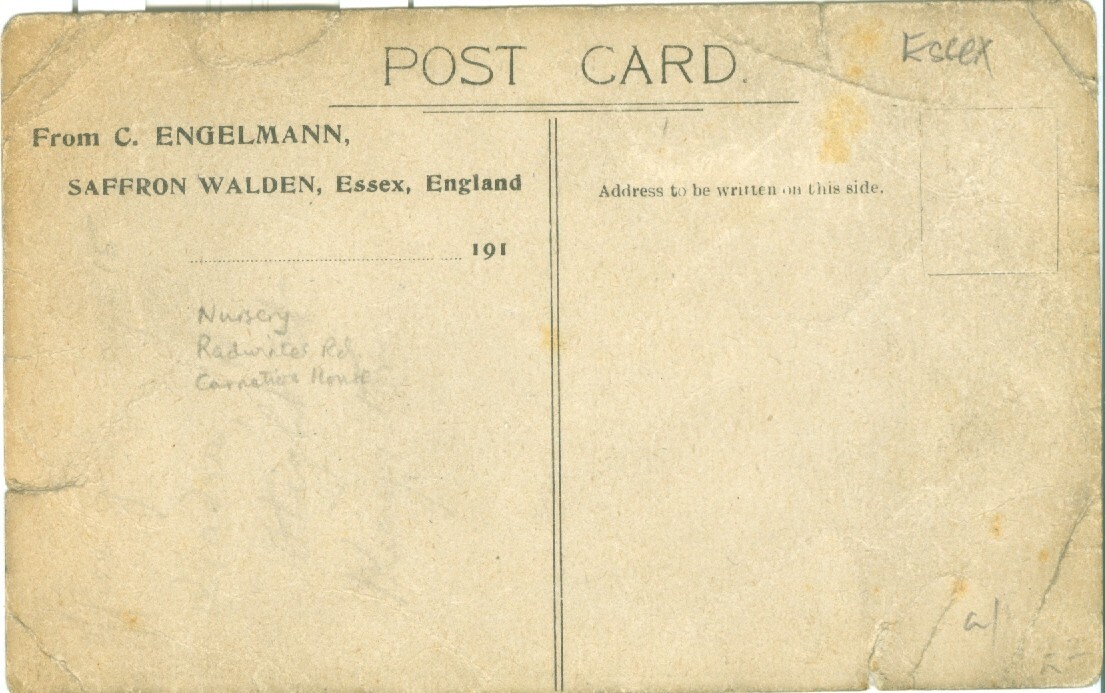 Essex
POST CARD.
From C. ENGELMANN,
SAFFRON WALDEN, Essex, England
Address to be written on this side.
191
Nursery
Radwinter Rd.
Carnation House
a/